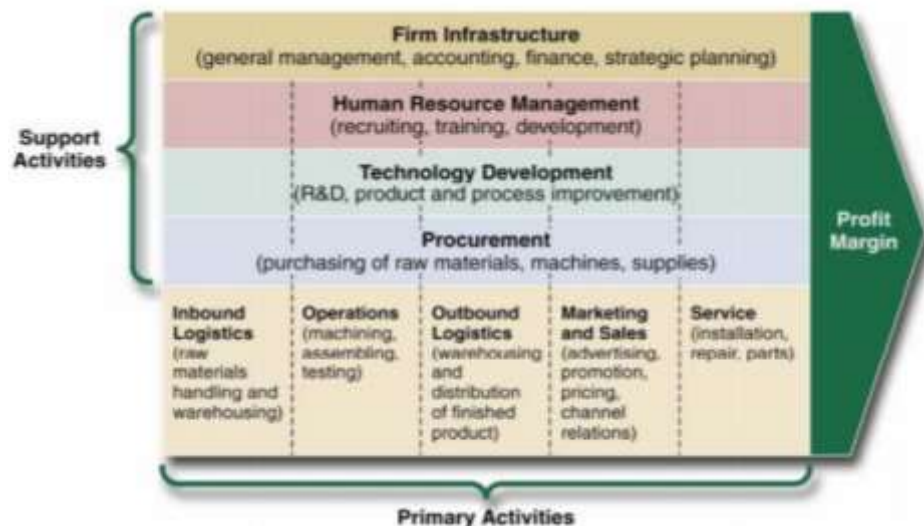 Firm Infrastructure
(general management, accounting, finance, strategic planning)
Human Resource Management
(recruiting, training, development)
Support
Activities
Technology Development
(R&D, product and process improvement)
Procurement
(purchasing of raw materials, machines, supplies)
Profit
Margin
Inbound
Logistics
(raw
materials
handling and
warehousing)
Operations
(machining,
assembling,
testing)
Outbound
Logistics
(warehousing
and
distribution
of finished
product)
Marketing
and Sales
(advertising,
promotion,
pricing,
channel
relations)
Service
(installation,
repair, parts)
Primary Activities